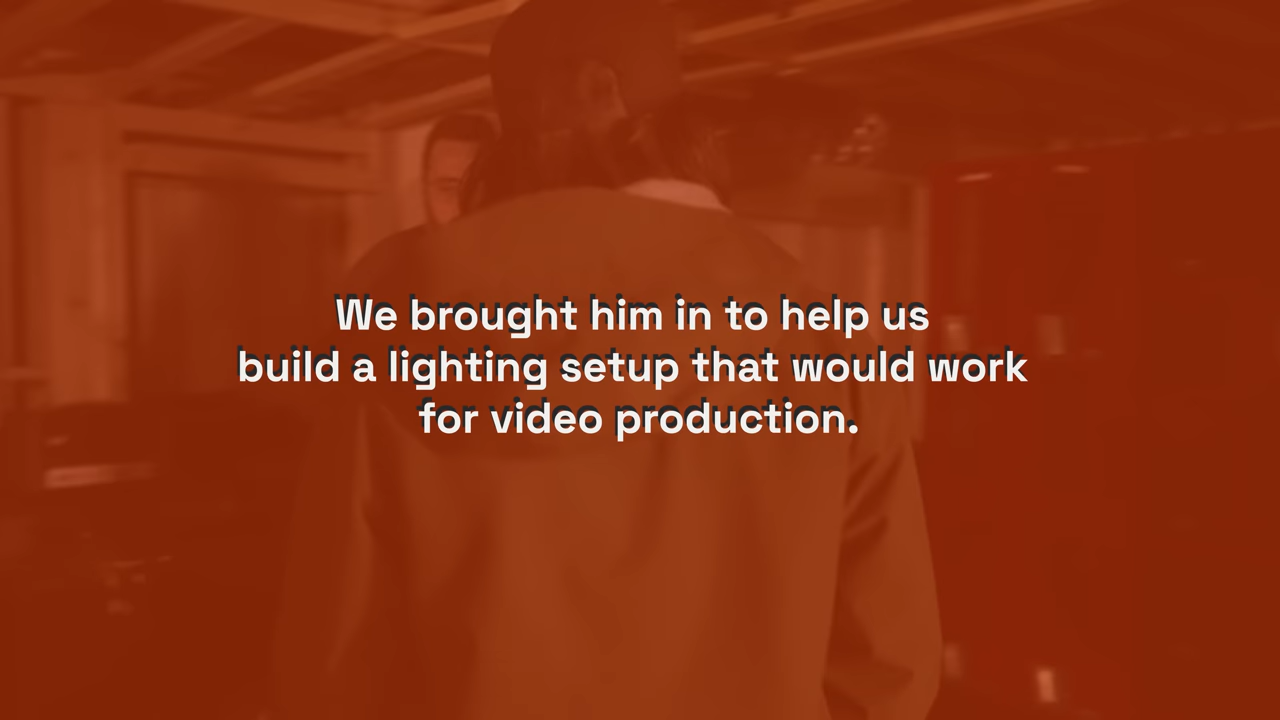 We brought him in to help us
build a lighting setup that would work
for video production.